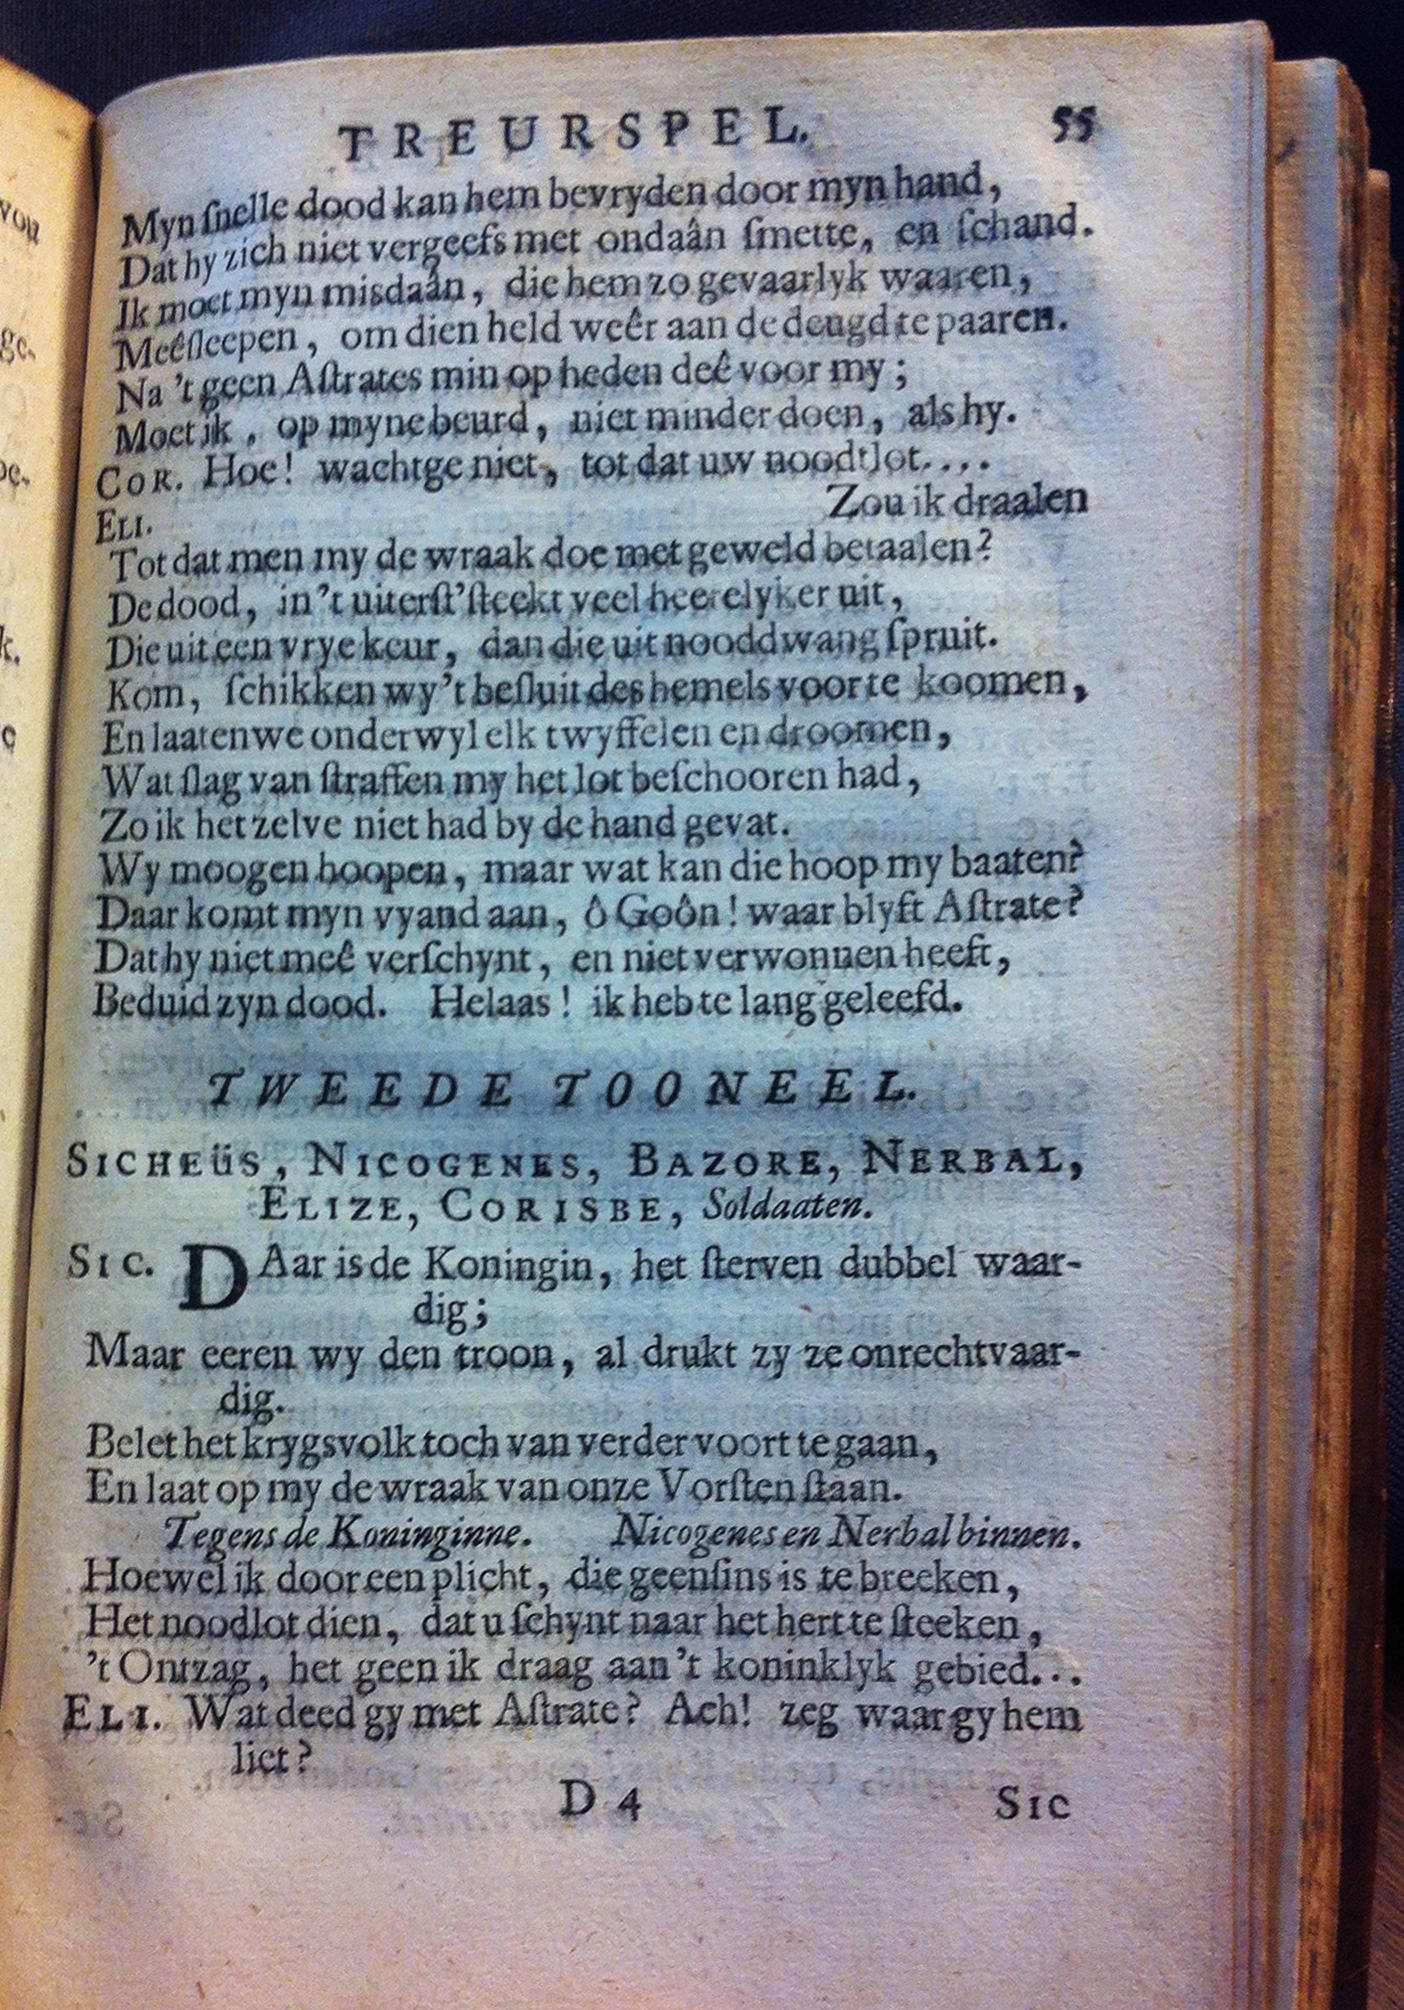 TREURSPEL. 55
Myn ſnelle dood kan hem bevryden door myn hand,
Dat hy zich niet vergeefs met ondaân ſmette, en ſchand.
Ik moet myn misdaân, die hem zo gevaarlyk waaren,
Meêſleepen, om dien held weêr aan de deugd te paaren.
Na 't geen Aſtrates min op heden deê voor my;
Moet ik, op myne beurd, niet minder doen, als hy.
COR. Hoe! wachtge niet, tot dat uw noodtlot....
ELI. Zou ik draalen
Tot dat men my de wraak doe met geweld betaalen?
De dood, in 't uiterſt' ſteekt veel heerelyker uit,
Die uit een vrye keur, dan die uit nooddwang ſpruit.
Kom, ſchikken wy 't beſluit des hemels voor te koomen,
En laaten we onderwyl elk twyffelen en droomen,
Wat ſlag van ſtraffen my het lot beſchooren had,
Zo ik het zelve niet had by de hand gevat.
Wy moogen hoopen, maar wat kan die hoop my baaten?
Daar komt myn vyand aan, ô Goôn! waar blyft Aſtrate?
Dat hy niet meê verſchynt, en niet verwonnen heeft,
Beduid zyn dood. Helaas! ik heb te lang geleefd.
TWEEDE TOONEEL.
SICHEÜS, NICOGENES, BAZORE, NERBAL,
ELIZE, CORISBE, Soldaaten.
SIC. DAar is de Koningin, het ſterven dubbel waar-
dig;
Maar eeren wy den troon, al drukt zy ze onrechtvaar-
dig.
Belet het krygsvolk toch van verder voort te gaan,
En laat op my de wraak van onze Vorſten ſtaan.
Tegens de Koninginne. Nicogenes en Nerbal binnen.
Hoewel ik door een plicht, die geenſins is te breeken,
Het noodlot dien, dat u ſchynt naar het hert te ſteeken,
't Ontzag, het geen ik draag aan 't koninklyk gebied...
ELI. Wat deed gy met Aſtrate? Ach! zeg waar gy hem
liet?
D 4 SIC